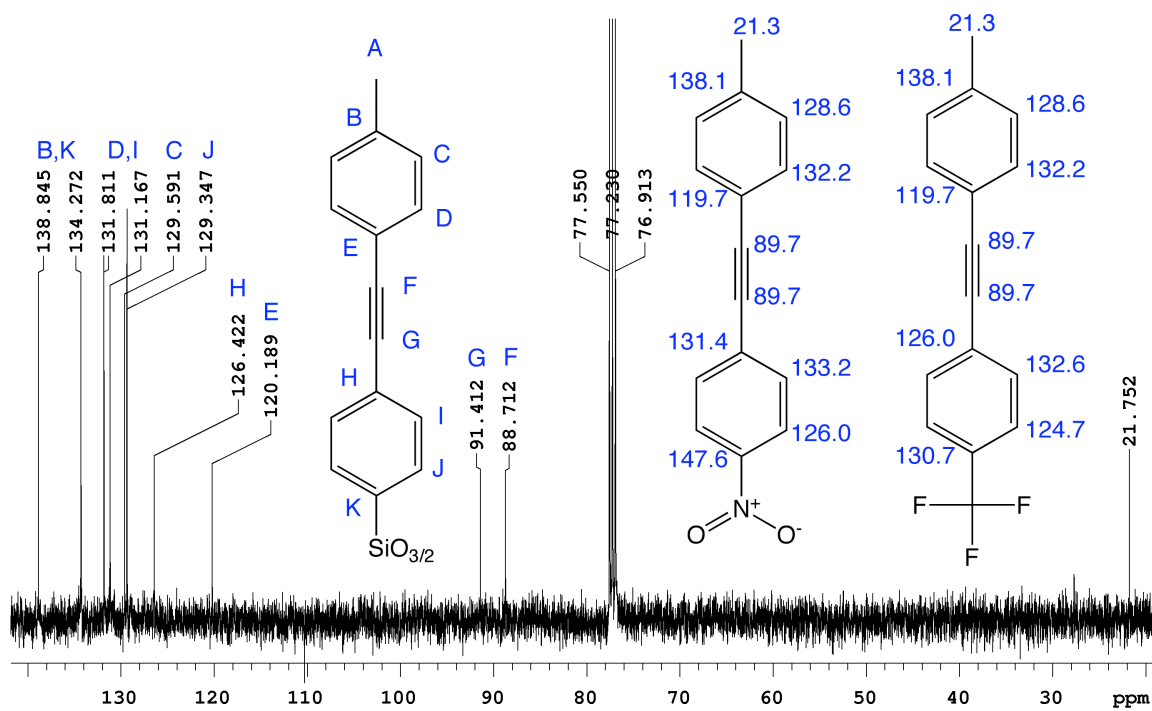 B,K D,I C J
138.845
134.272
131.811
131.167
129.591
129.347
H
126.422
E
120.189
A
B
C
D
E
F
G
H
I
J
K
SiO3/2
G F
91.412
88.712
77.550
77.230
76.913
21.3
138.1
128.6
132.2
119.7
89.7
89.7
131.4
133.2
126.0
147.6
N+
O O-
21.3
138.1
128.6
132.2
119.7
89.7
89.7
126.0
132.6
124.7
130.7
F F
F
21.752
130 120 110 100 90 80 70 60 50 40 30 ppm